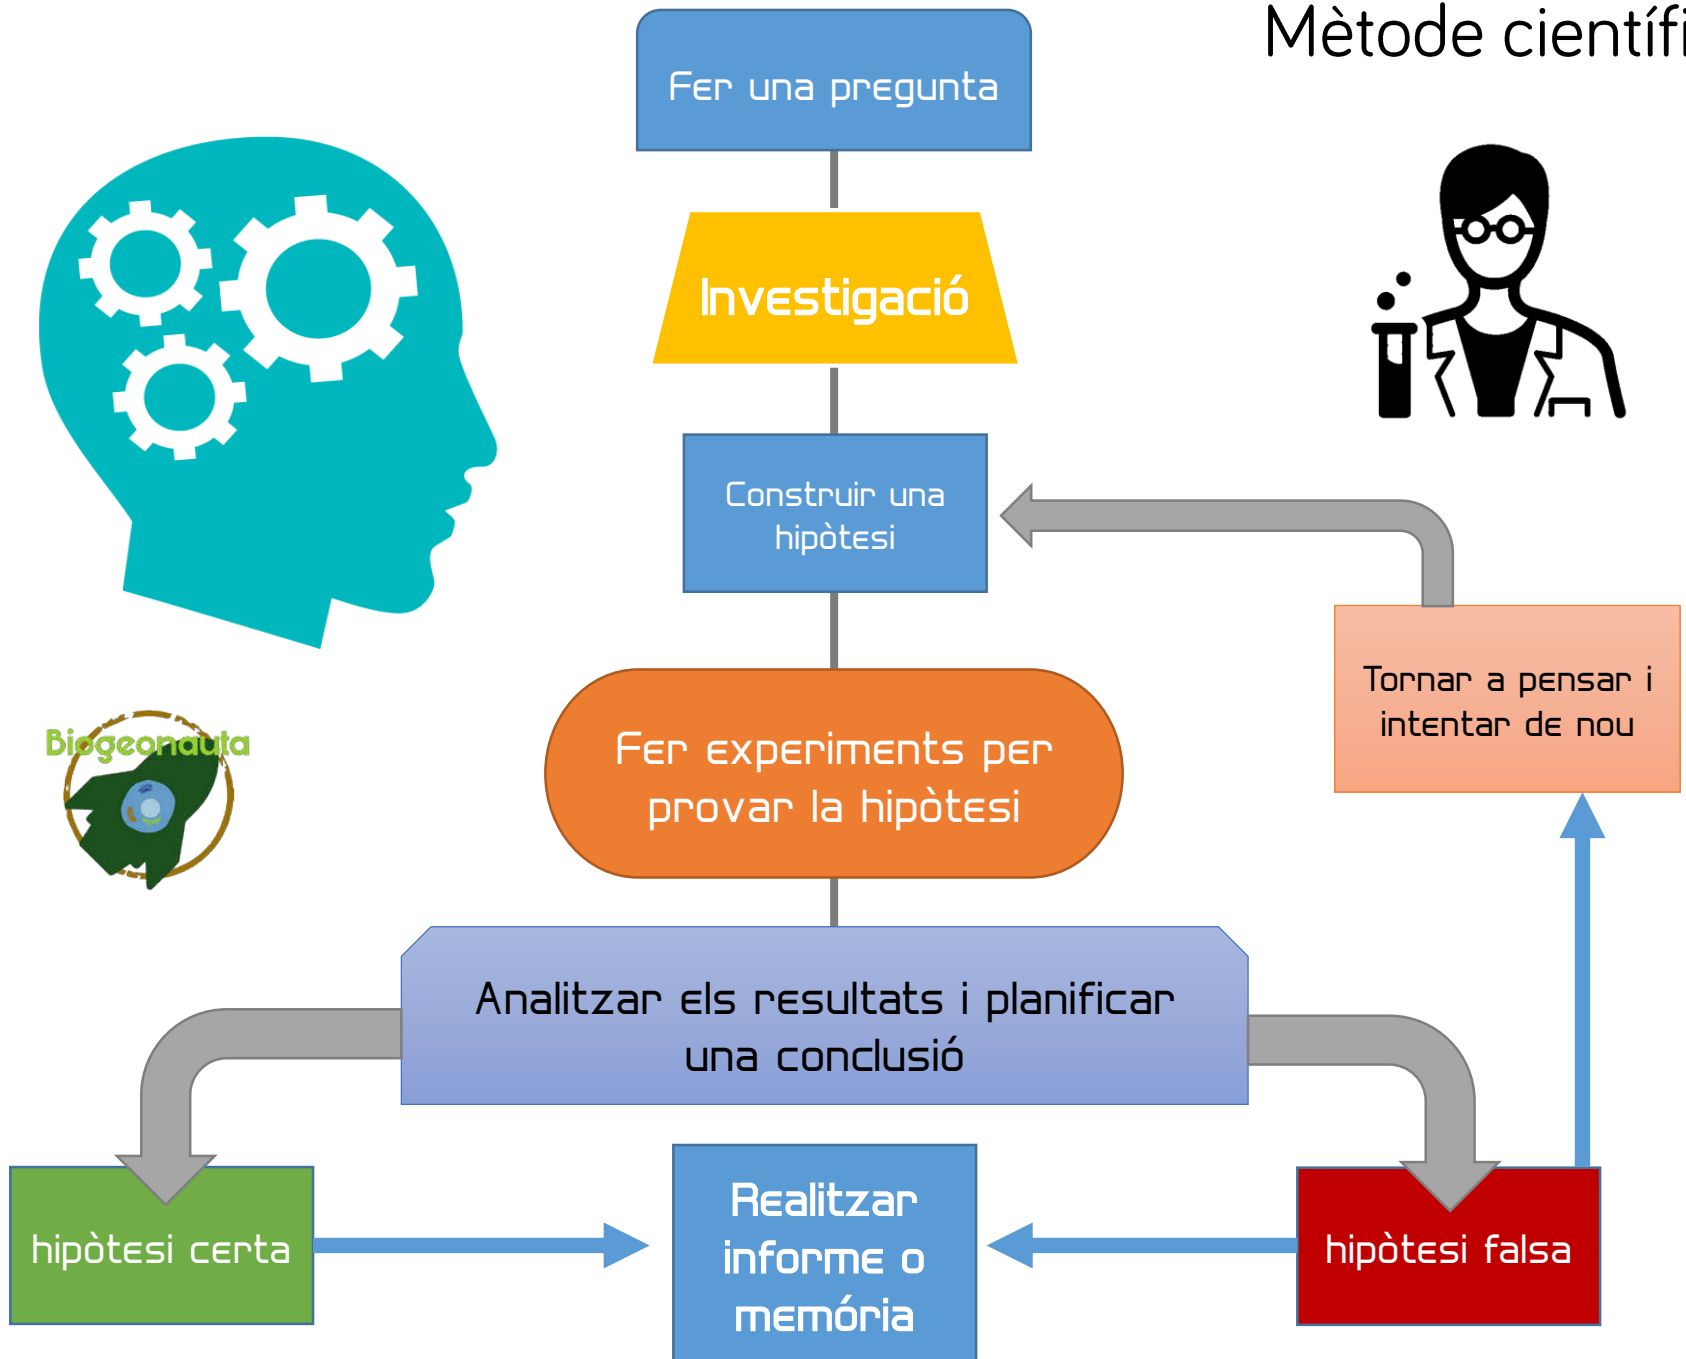 Mètode científi
Fer una pregunta
Investigació
Construir una
hipòtesi
Tornar a pensar i
intentar de nou
Biogeonauta
Fer experiments per
provar la hipòtesi
Analitzar els resultats i planificar
una conclusió
hipòtesi certa
Realitzar
informe o
memória
hipòtesi falsa